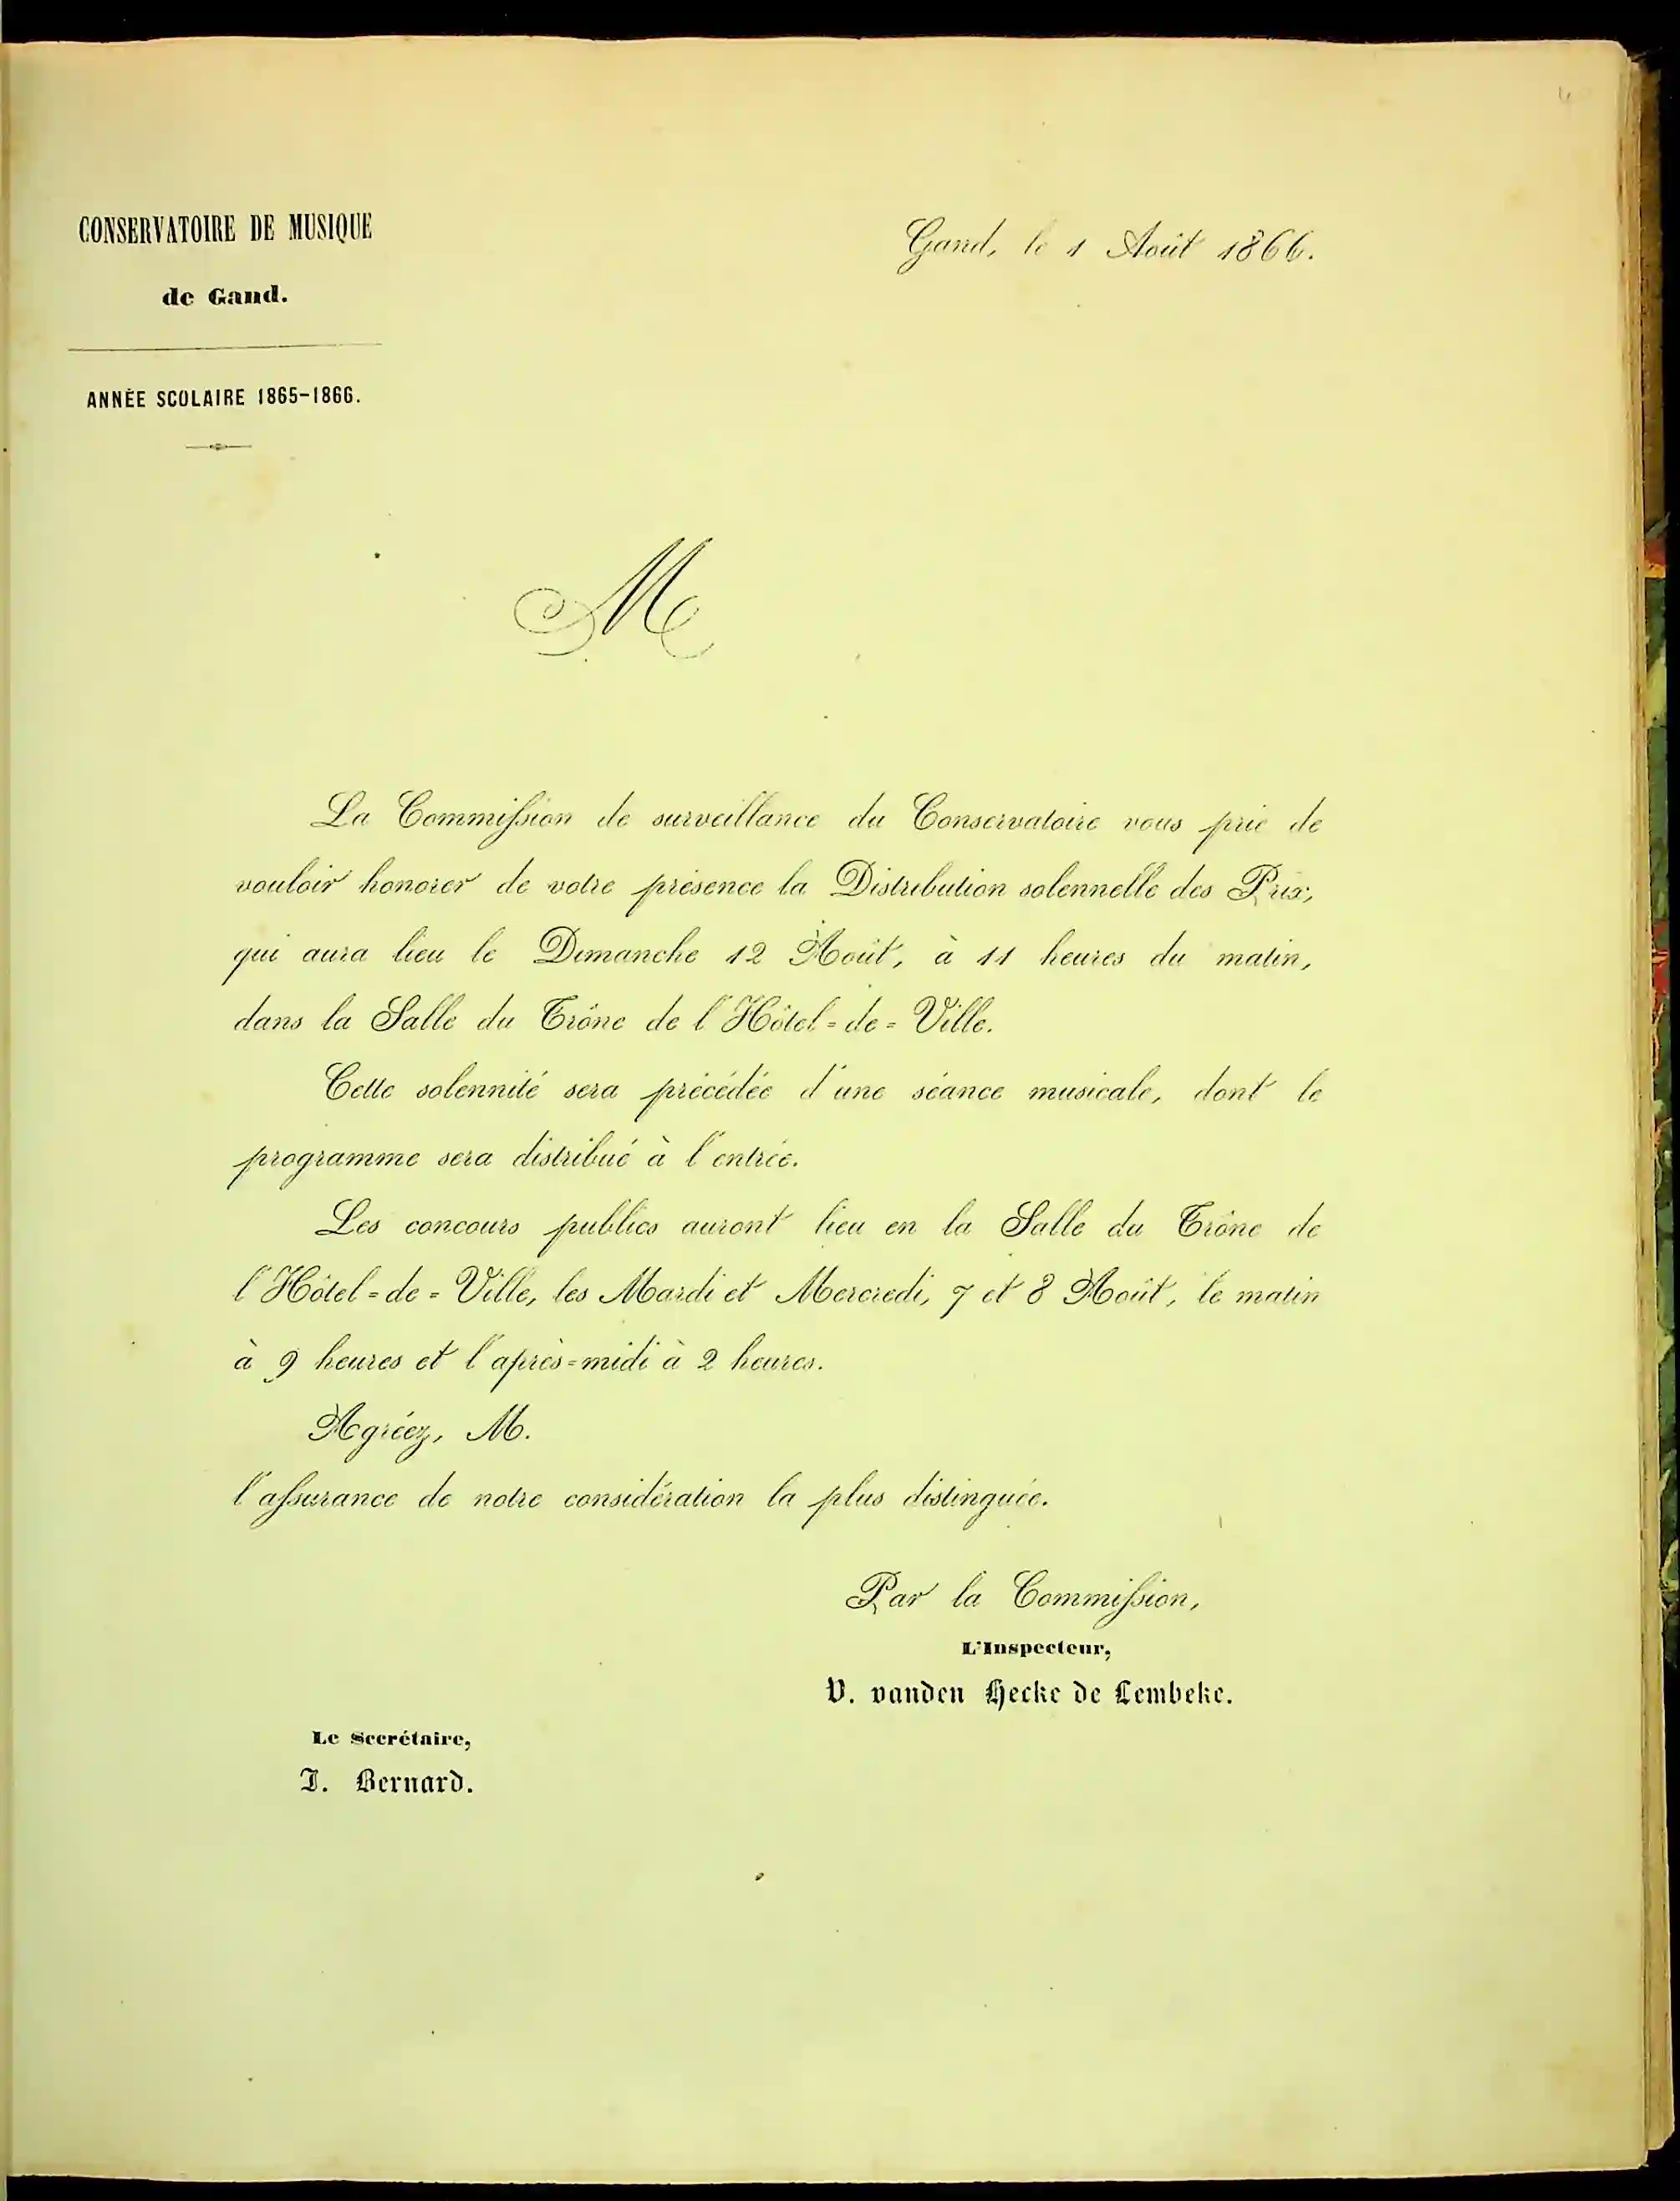 CONSERVATOIRE DE MUSIQUE
de Gand.
ANNÉE SCOLAIRE 1865-1866.
Gand, le 1 Août 1866.
M
La Commission de surveillance du Conservatoire vous prie de
vouloir honorer de votre présence la Distribution solennelle des Prix,
qui aura lieu le Dimanche 12 Août, à 11 heures du matin,
dans la Salle du Trône de l'Hôtel-de-Ville.
Cette solennité sera précédée d'une séance musicale, dont le
programme sera distribué à l'entrée.
Les concours publics auront lieu en la Salle du Trône de
l'Hôtel-de-Ville, les Mardi et Mercredi, 7 et 8 Août, le matin
à 9 heures et l'après-midi à 2 heures.
Agréez, M.
l'assurance de notre considération la plus distinguée.
Par la Commission,
L'Inspecteur,
V. vanden Hecke de Lembeke.
Le Secrétaire,
J. Bernard.